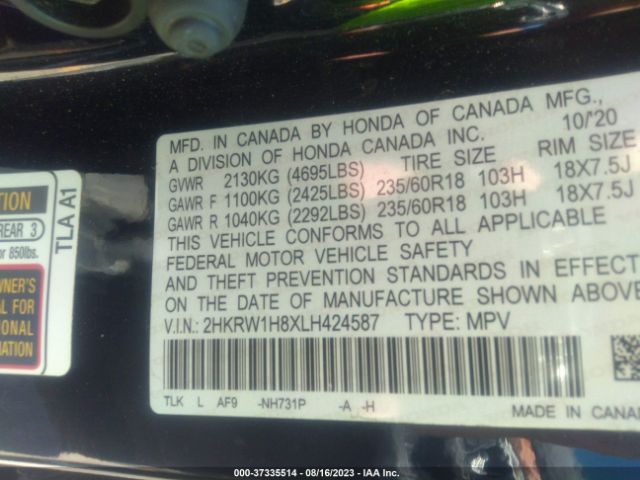 MFD. IN CANADA BY HONDA OF CANADA MFG.,
A DIVISION OF HONDA CANADA INC. 10/'20
GVWR 2130KG (4695LBS) TIRE SIZE RIM SIZE
GAWR F 1100KG (2425LBS) 235/60R18 103H 18X7.5J
GAWR R 1040KG (2292LBS) 235/60R18 103H 18X7.5J
THIS VEHICLE CONFORMS TO ALL APPLICABLE
FEDERAL MOTOR VEHICLE SAFETY
AND THEFT PREVENTION STANDARDS IN EFFECT
ON THE DATE OF MANUFACTURE SHOWN ABOVE
V.I.N.: 2HKRW1H8XLH424587 TYPE: MPV
TLK L AF9 -NH731P -A -H
MADE IN CANAD
TION
REAR 3
or 850lbs.
TLA A1
OWNER'S
AL FOR
IONAL
MATION
000-37335514 - 08/16/2023 - IAA Inc.